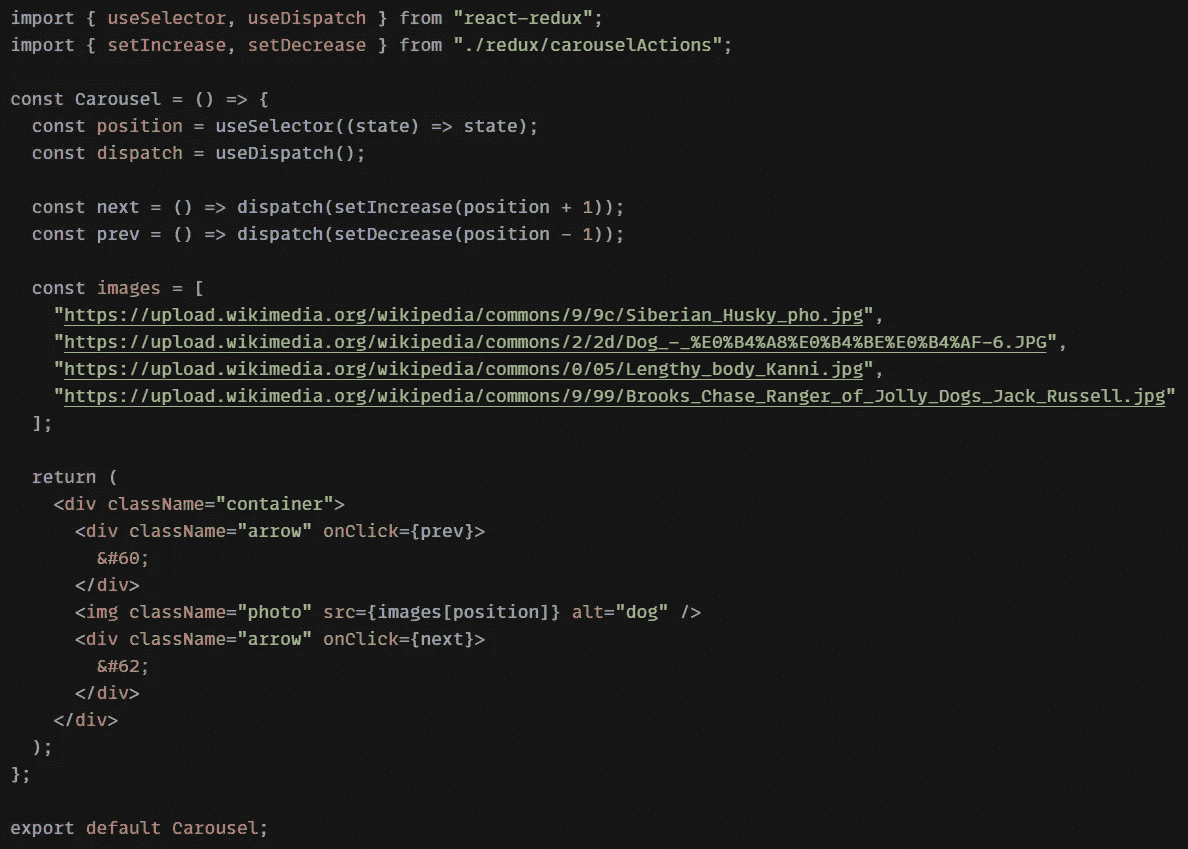 import { useSelector, useDispatch } from "react-redux";
import { setIncrease, setDecrease } from "./redux/carouselActions";

const Carousel = () => {
  const position = useSelector((state) => state);
  const dispatch = useDispatch();

  const next = () => dispatch(setIncrease(position + 1));
  const prev = () => dispatch(setDecrease(position - 1));

  const images = [
    "https://upload.wikimedia.org/wikipedia/commons/9/9c/Siberian_Husky_pho.jpg",
    "https://upload.wikimedia.org/wikipedia/commons/2/2d/Dog_-_%E0%B4%A8%E0%B4%BE%E0%B4%AF-6.JPG",
    "https://upload.wikimedia.org/wikipedia/commons/0/05/Lengthy_body_Kanni.jpg",
    "https://upload.wikimedia.org/wikipedia/commons/9/99/Brooks_Chase_Ranger_of_Jolly_Dogs_Jack_Russell.jpg"
  ];

  return (
    <div className="container">
      <div className="arrow" onClick={prev}>
        &#60;
      </div>
      <img className="photo" src={images[position]} alt="dog" />
      <div className="arrow" onClick={next}>
        &#62;
      </div>
    </div>
  );
};

export default Carousel;